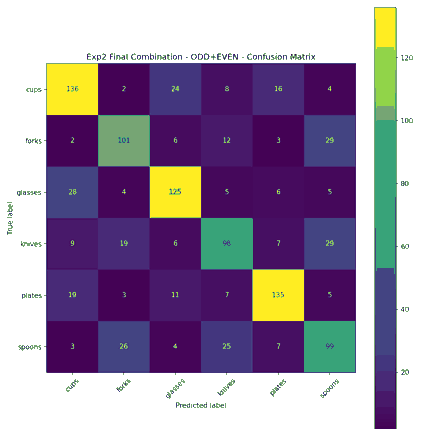 Exp2 Final Combination - ODD+EVEN - Confusion Matrix
cups 136 2 24 8 16 4
forks 2 101 6 12 3 29
glasses 28 4 125 5 6 5
knives 9 19 6 98 7 29
plates 19 3 11 7 135 5
spoons 3 26 4 25 7 99
True label
cups forks glasses knives plates spoons
Predicted label
120
100
80
60
40
20